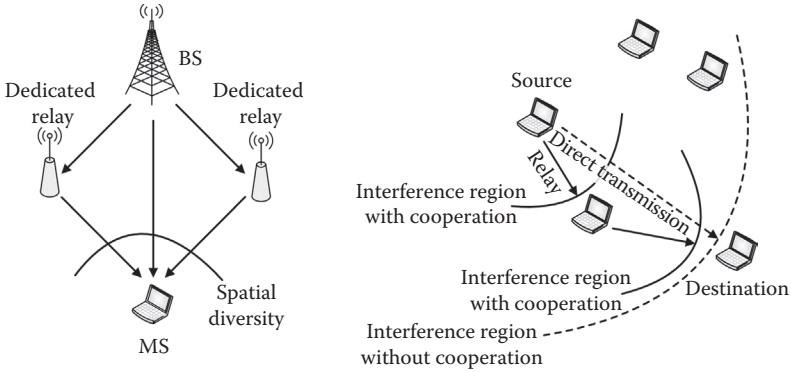 BS
Dedicated
relay
Dedicated
relay
Spatial
diversity
MS
Source
Relay
Direct transmission
Interference region
with cooperation
Interference region
with cooperation
Destination
Interference region
without cooperation